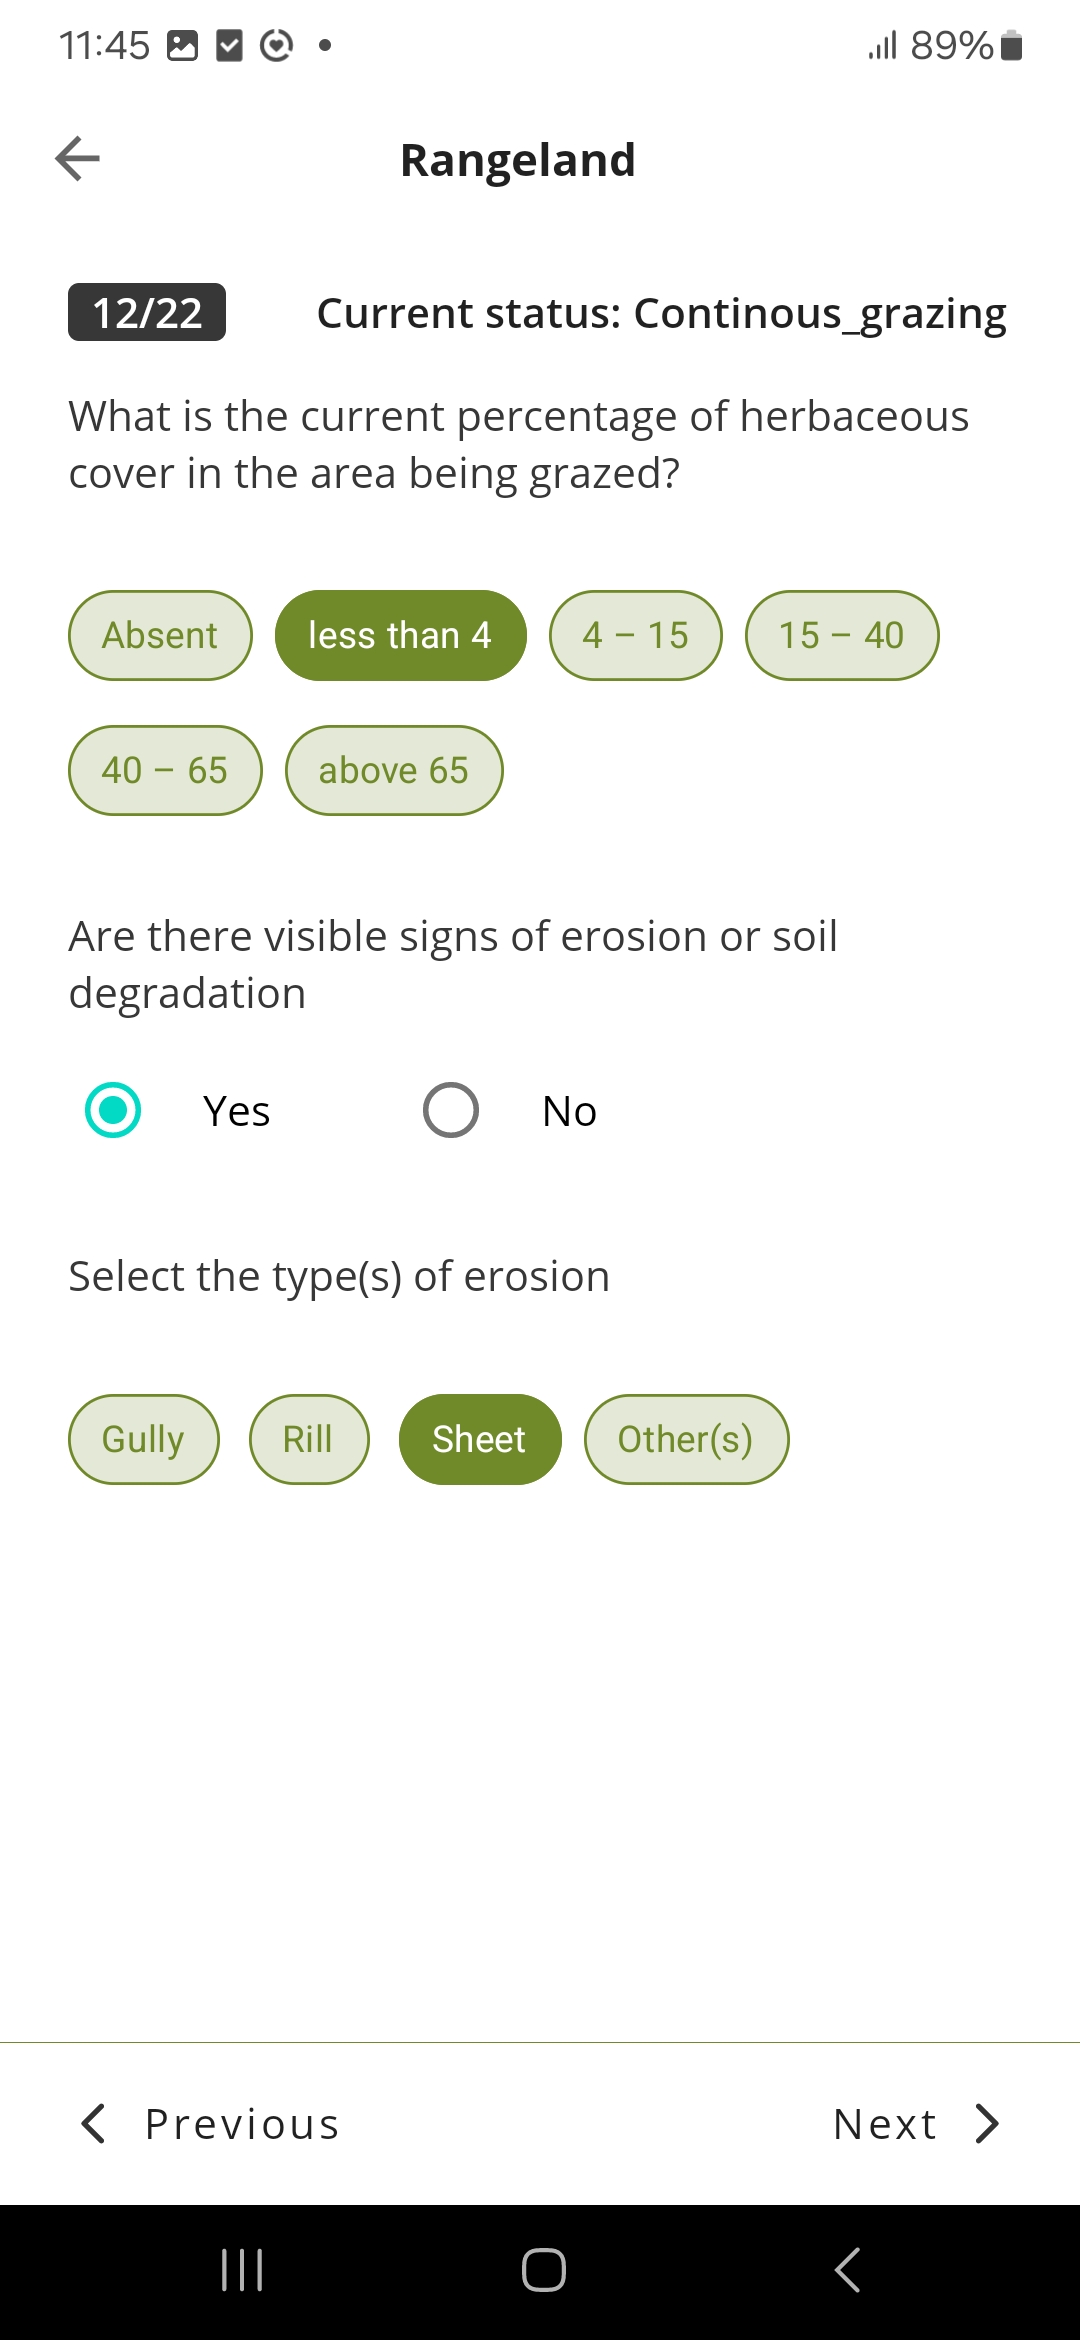 11:45 89%
Rangeland
12/22 Current status: Continous_grazing
What is the current percentage of herbaceous
cover in the area being grazed?
Absent less than 4 4 – 15 15 – 40
40 – 65 above 65
Are there visible signs of erosion or soil
degradation
Yes No
Select the type(s) of erosion
Gully Rill Sheet Other(s)
Previous Next